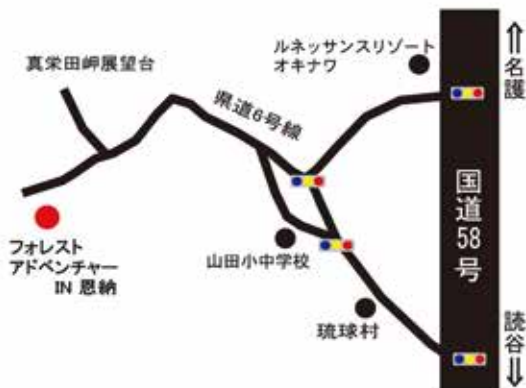 ルネッサンスリゾート
オキナワ
真栄田岬展望台
県道6号線
⇧名護
国道58号
フォレスト
アドベンチャー
IN 恩納
山田小中学校
琉球村
読谷⇩